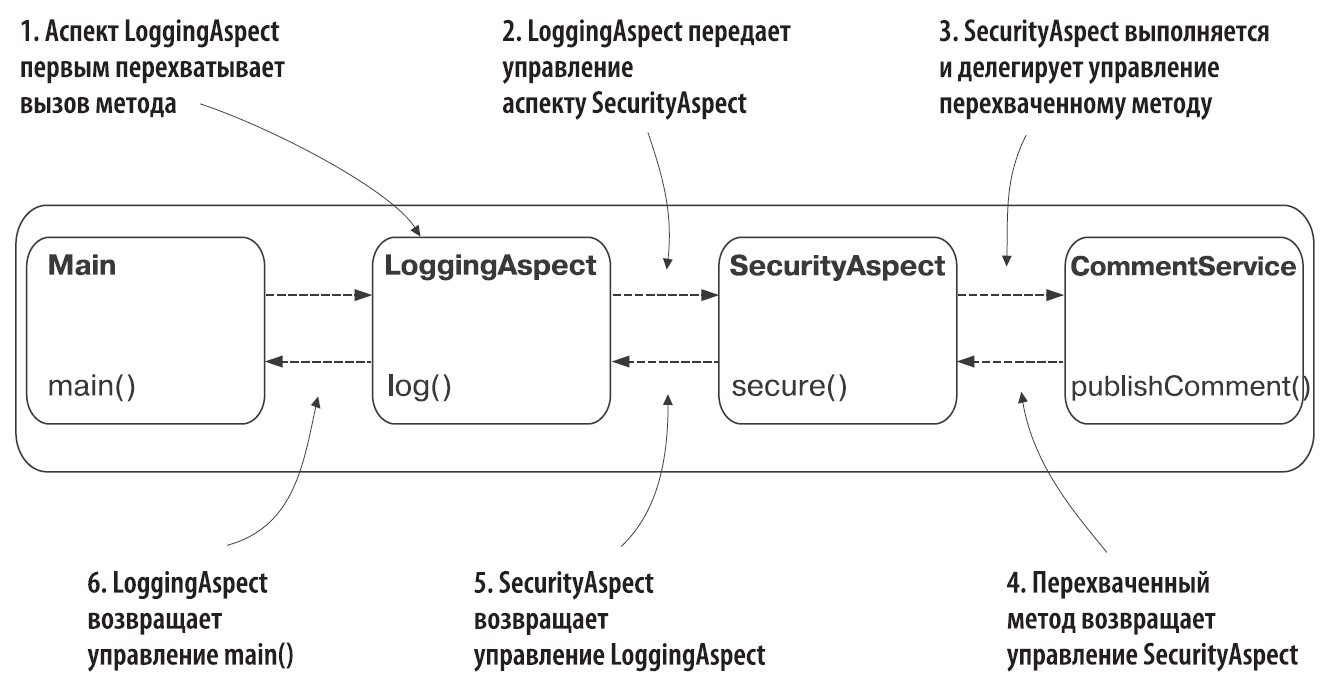 1. Аспект LoggingAspect
первым перехватывает
вызов метода
2. LoggingAspect передает
управление
аспекту SecurityAspect
3. SecurityAspect выполняется
и делегирует управление
перехваченному методу
Main
main()
LoggingAspect
log()
SecurityAspect
secure()
CommentService
publishComment()
6. LoggingAspect
возвращает
управление main()
5. SecurityAspect
возвращает
управление LoggingAspect
4. Перехваченный
метод возвращает
управление SecurityAspect